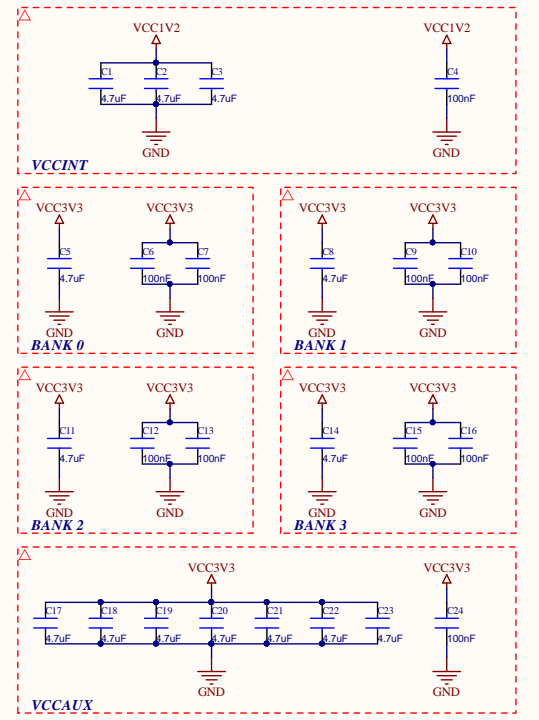 VCC1V2 VCC1V2
C1 C2 C3 C4
4.7uF 4.7uF 4.7uF 100nF
GND GND
VCCINT
VCC3V3 VCC3V3 VCC3V3 VCC3V3
C5 C6 C7 C8 C9 C10
4.7uF 100nF 100nF 4.7uF 100nF 100nF
GND GND GND GND
BANK 0 BANK 1
VCC3V3 VCC3V3 VCC3V3 VCC3V3
C11 C12 C13 C14 C15 C16
4.7uF 100nF 100nF 4.7uF 100nF 100nF
GND GND GND GND
BANK 2 BANK 3
VCC3V3 VCC3V3
C17 C18 C19 C20 C21 C22 C23 C24
4.7uF 4.7uF 4.7uF 4.7uF 4.7uF 4.7uF 4.7uF 100nF
GND GND
VCCAUX